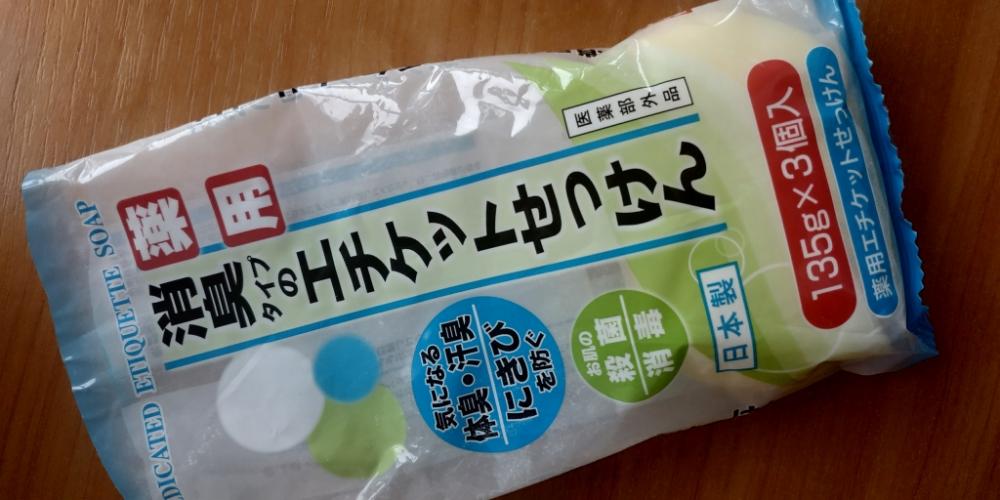 MEDICATED ETIQUETTE SOAP
薬用
消臭タイプのエチケットせっけん
医薬部外品
気になる
体臭・汗臭
にきび
を防ぐ
お肌の
殺菌
消毒
日本製
135g×3個入
薬用エチケットせっけん